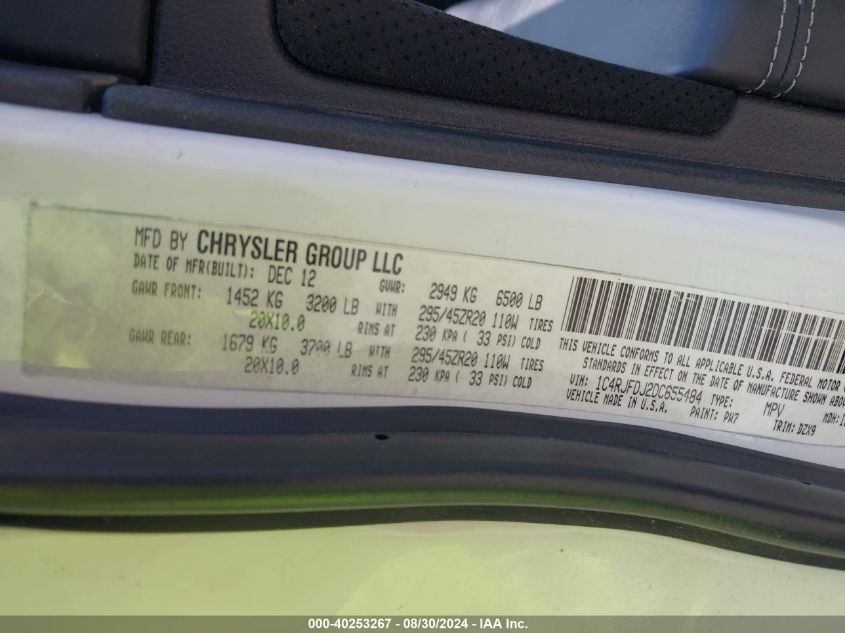 MFD BY CHRYSLER GROUP LLC
DATE OF MFR(BUILT): DEC 12 GVWR: 2949 KG 6500 LB
GAWR FRONT: 1452 KG 3200 LB WITH 295/45ZR20 110W TIRES
20X10.0 RIMS AT 230 KPA ( 33 PSI) COLD
GAWR REAR: 1679 KG 3700 LB WITH 295/45ZR20 110W TIRES
20X10.0 RIMS AT 230 KPA ( 33 PSI) COLD
THIS VEHICLE CONFORMS TO ALL APPLICABLE U.S.A. FEDERAL MOTOR
STANDARDS IN EFFECT ON THE DATE OF MANUFACTURE SHOWN ABO
VIN: 1C4RJFDJ2DC655484 TYPE: MPV MDH:
VEHICLE MADE IN U.S.A. PAINT: PW7 TRIM: DZX9
000-40253267 - 08/30/2024 - IAA Inc.